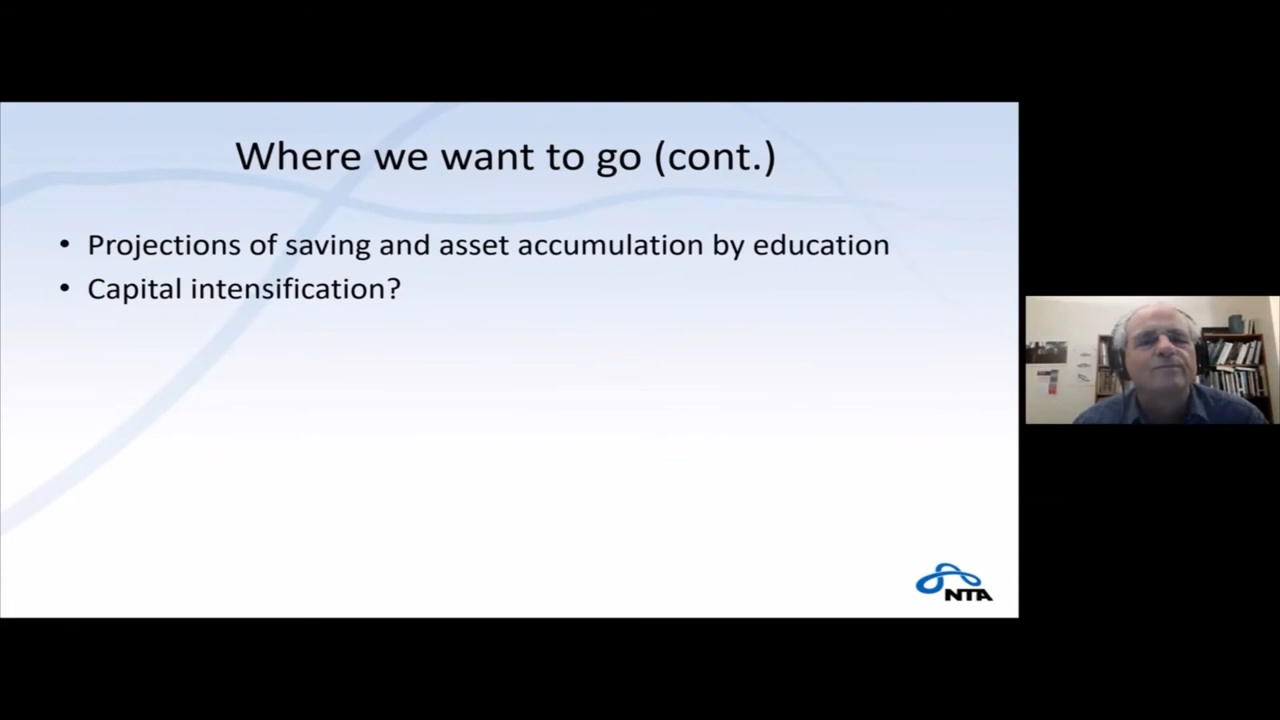 Where we want to go (cont.)
• Projections of saving and asset accumulation by education
• Capital intensification?
NTA